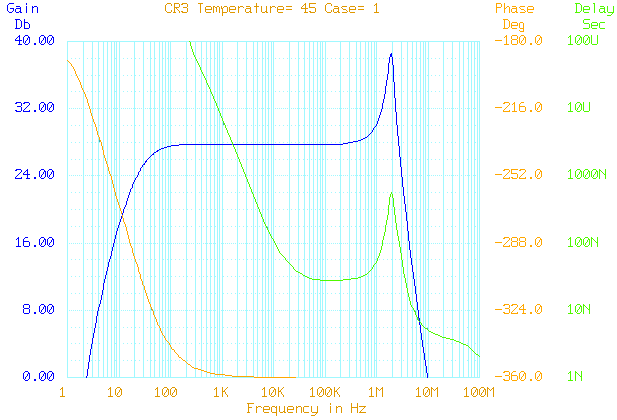 Gain CR3 Temperature= 45 Case= 1 Phase Delay
Db Deg Sec
40.00 -180.0 100U
32.00 -216.0 10U
24.00 -252.0 1000N
16.00 -288.0 100N
8.00 -324.0 10N
0.00 -360.0 1N
1 10 100 1K 10K 100K 1M 10M 100M
Frequency in Hz